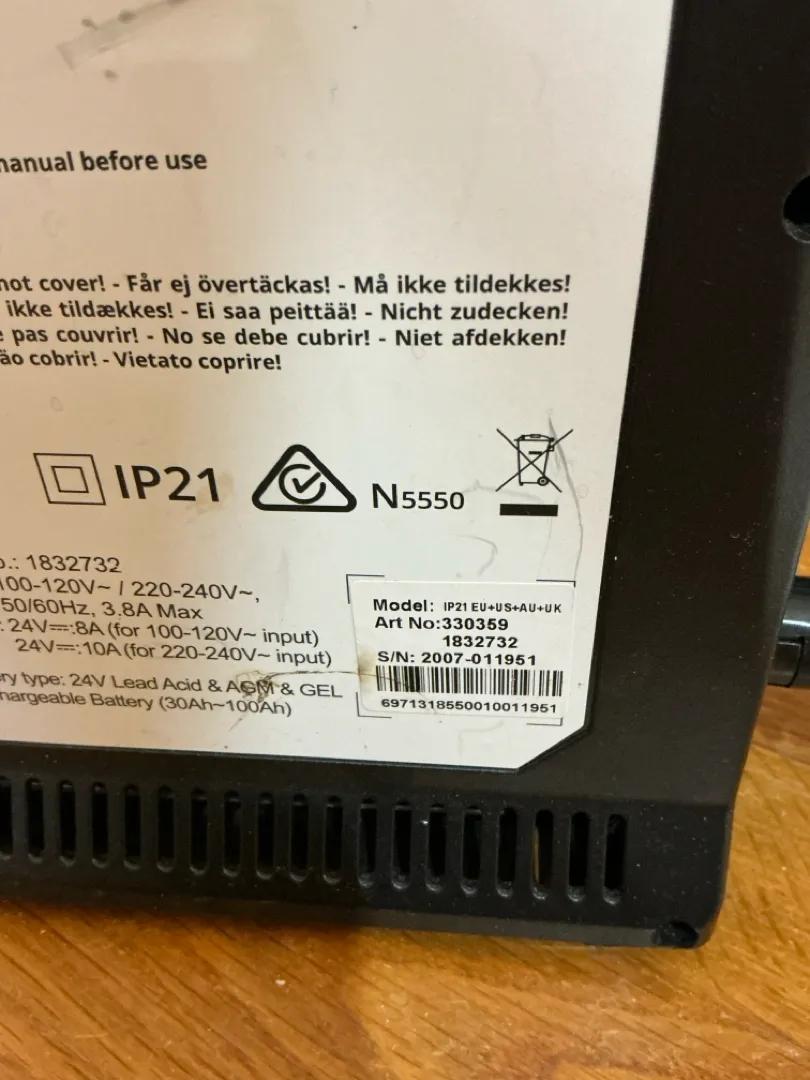 manual before use
not cover! - Får ej övertäckas! - Må ikke tildekkes!
ikke tildækkes! - Ei saa peittää! - Nicht zudecken!
pas couvrir! - No se debe cubrir! - Niet afdekken!
cobrir! - Vietato coprire!
IP21
N5550
.: 1832732
100-120V~ / 220-240V~,
50/60Hz, 3.8A Max
: 24V⎓:8A (for 100-120V~ input)
24V⎓:10A (for 220-240V~ input)
type: 24V Lead Acid & AGM & GEL
Battery (30Ah~100Ah)
Model: IP21 EU+US+AU+UK
Art No:330359
1832732
S/N: 2007-011951
6971318550010011951